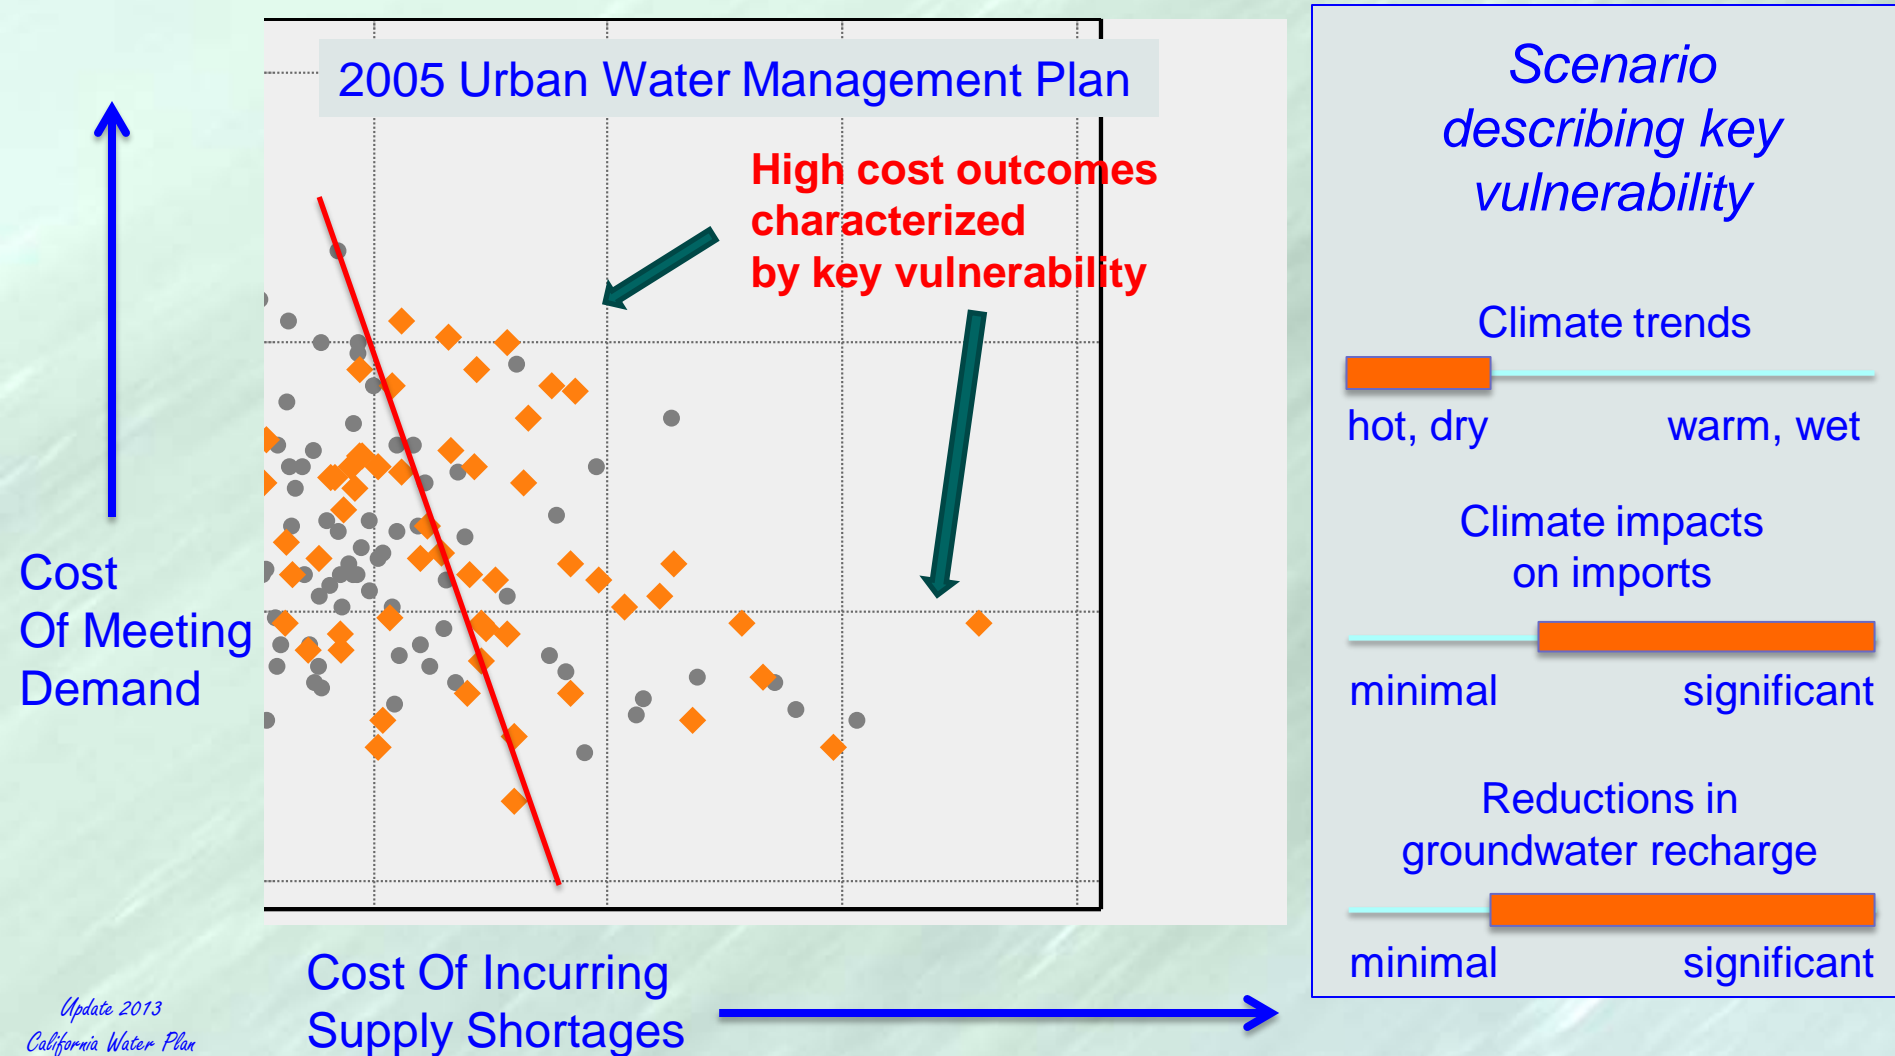 2005 Urban Water Management Plan
High cost outcomes
characterized
by key vulnerability
Cost
Of Meeting
Demand
Cost Of Incurring
Supply Shortages
Update 2013
California Water Plan
Scenario
describing key
vulnerability
Climate trends
hot, dry warm, wet
Climate impacts
on imports
minimal significant
Reductions in
groundwater recharge
minimal significant